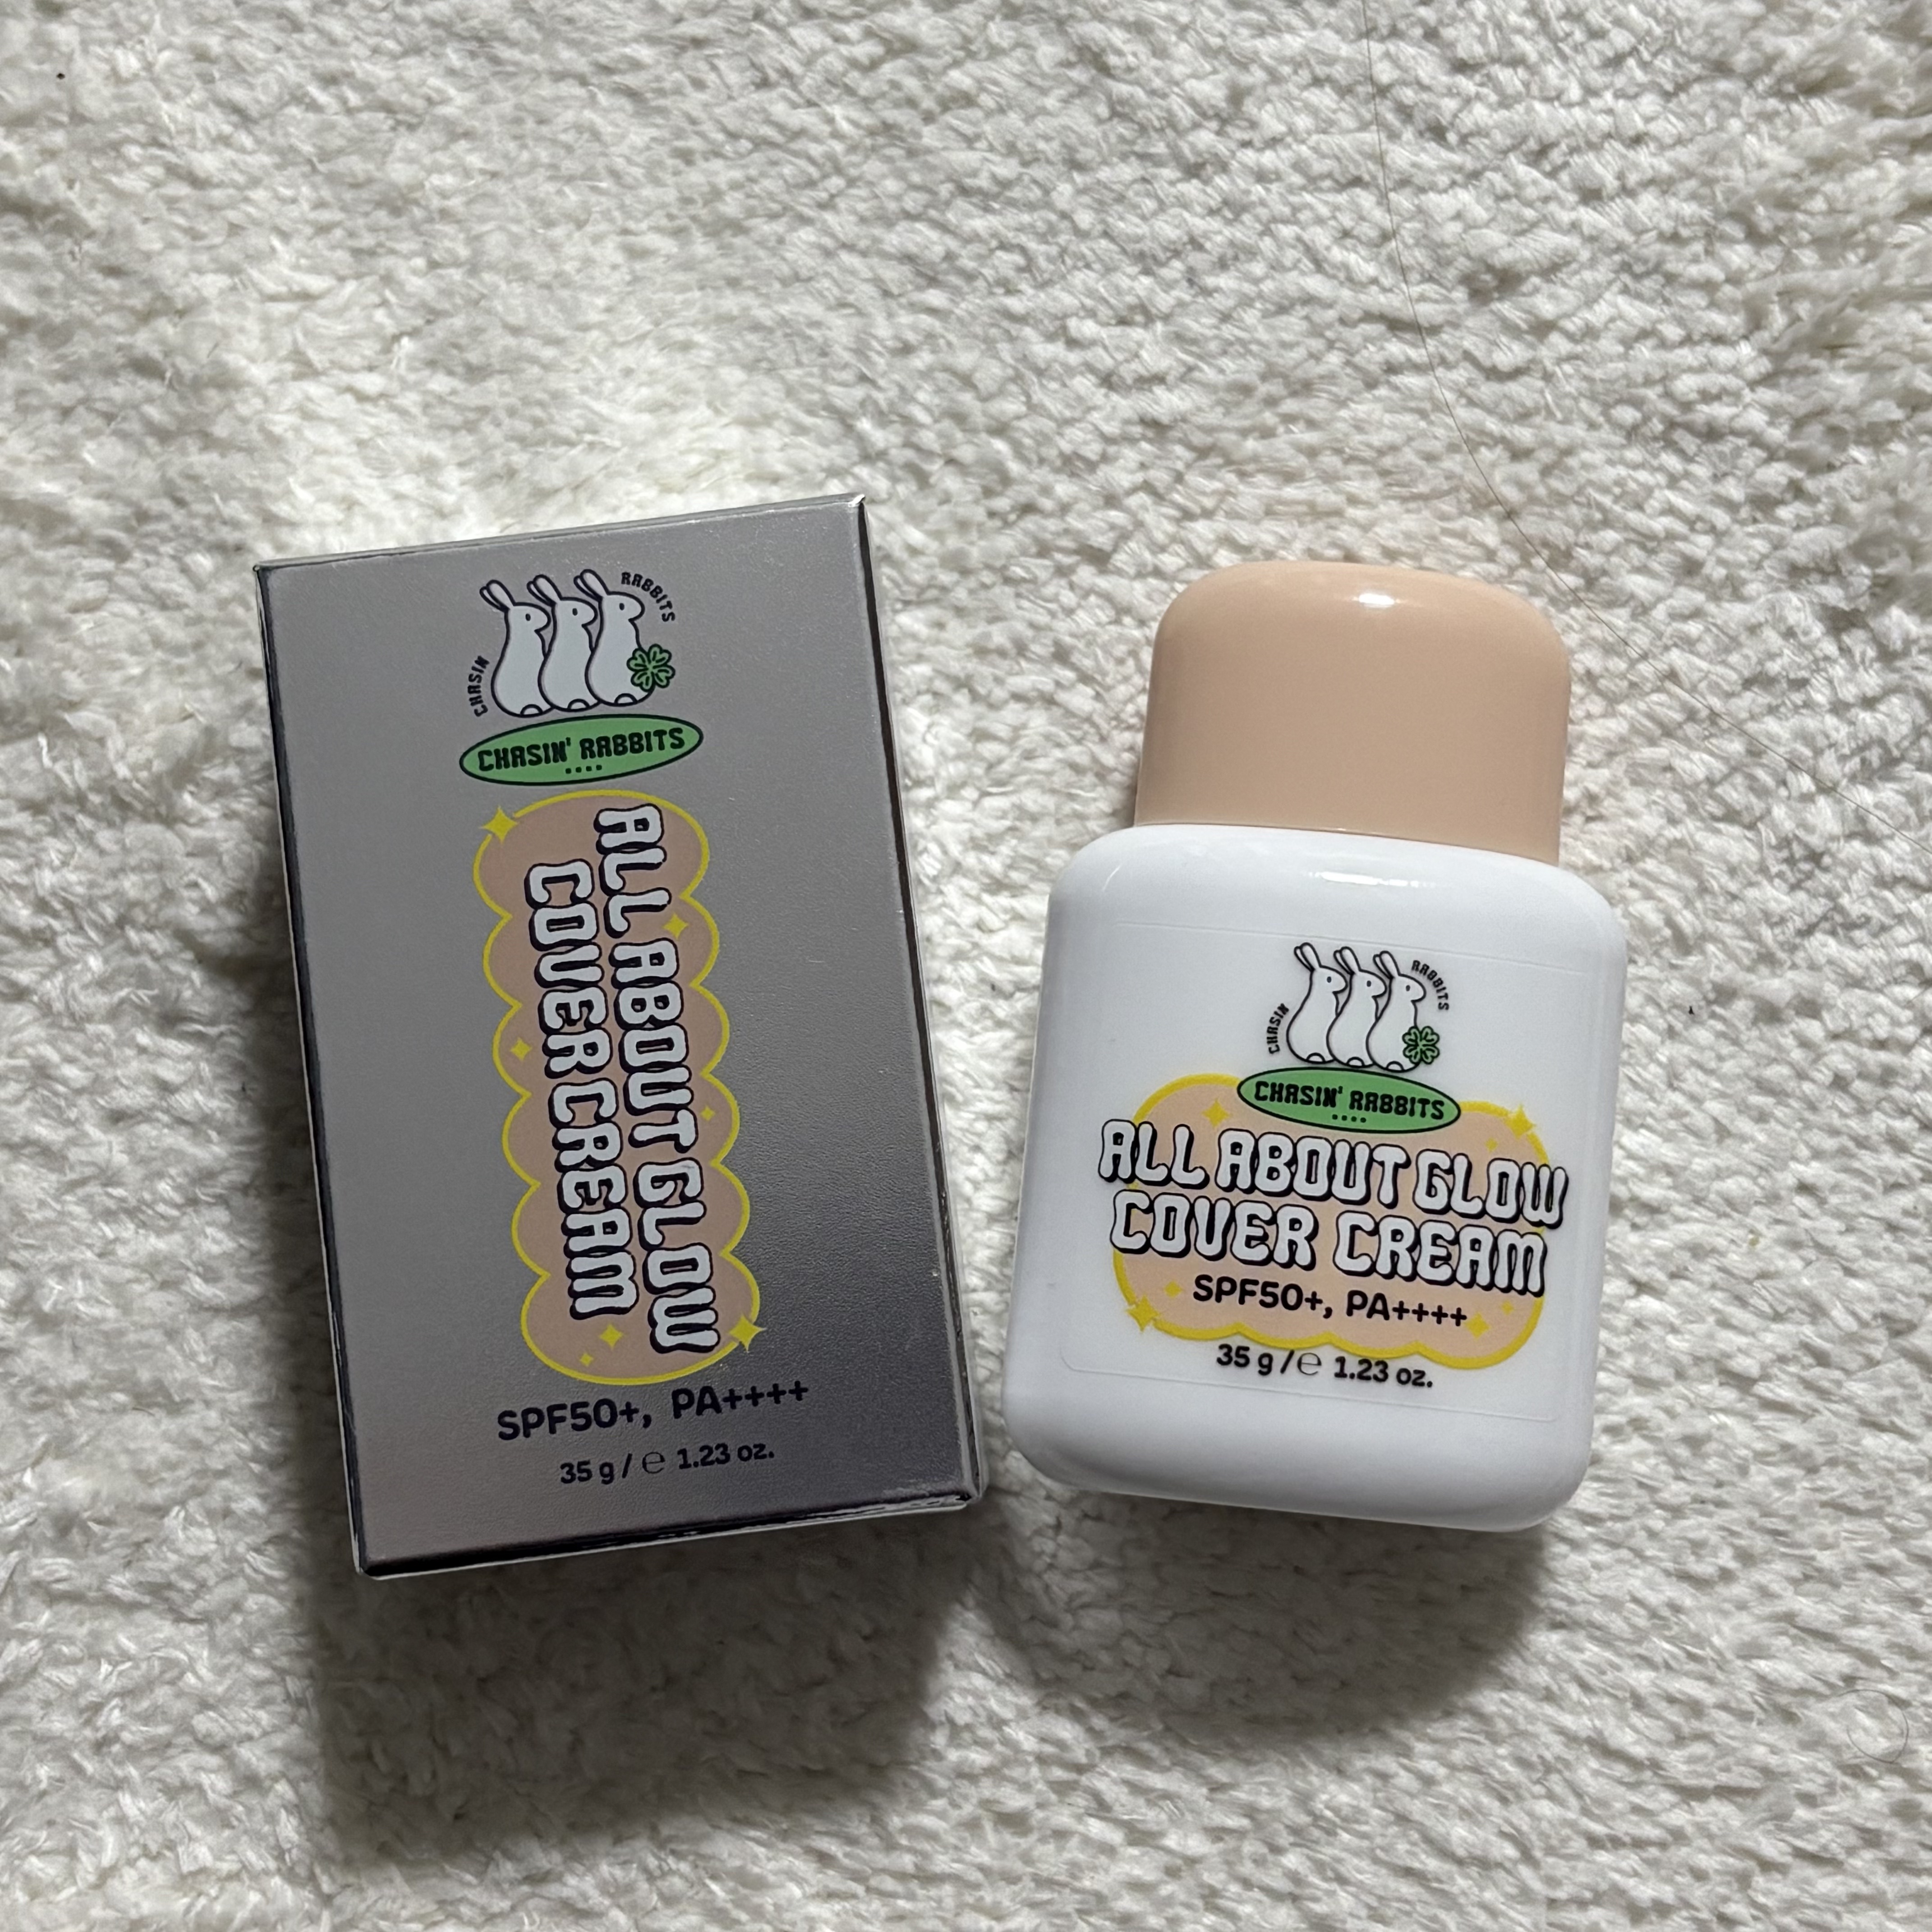 CHASIN RABBITS
CHASIN' RABBITS
ALL ABOUT GLOW
COVER CREAM
SPF50+, PA++++
35 g / ℮ 1.23 oz.
CHASIN RABBITS
CHASIN' RABBITS
ALL ABOUT GLOW
COVER CREAM
SPF50+, PA++++
35 g / ℮ 1.23 oz.